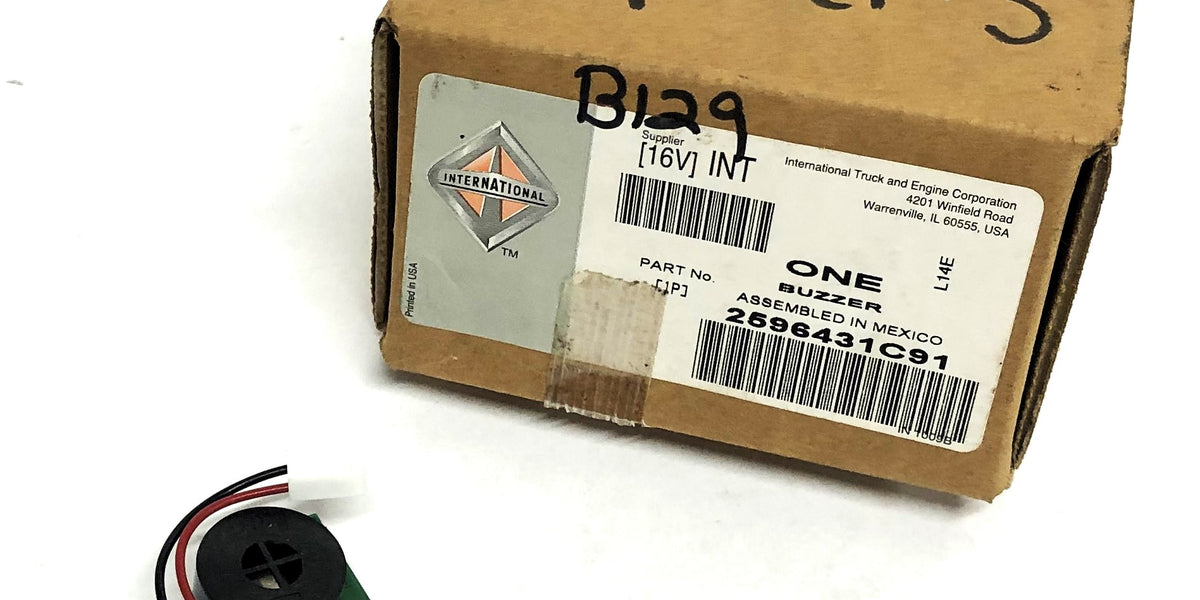 B129
INTERNATIONAL
TM
Printed in USA
Supplier
[16V] INT
International Truck and Engine Corporation
4201 Winfield Road
Warrenville, IL 60555, USA
L14E
PART No.
[1P]
ONE
BUZZER
ASSEMBLED IN MEXICO
2596431C91